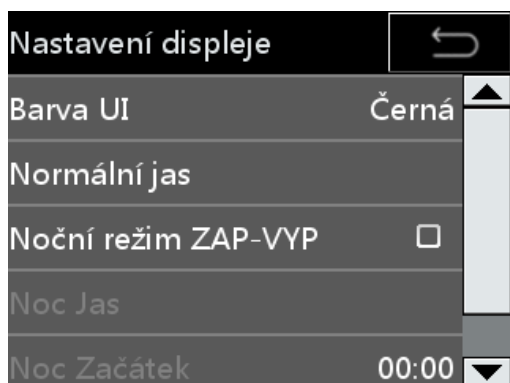 Nastavení displeje
Barva UI Černá
Normální jas
Noční režim ZAP-VYP
Noc Jas
Noc Začátek 00:00